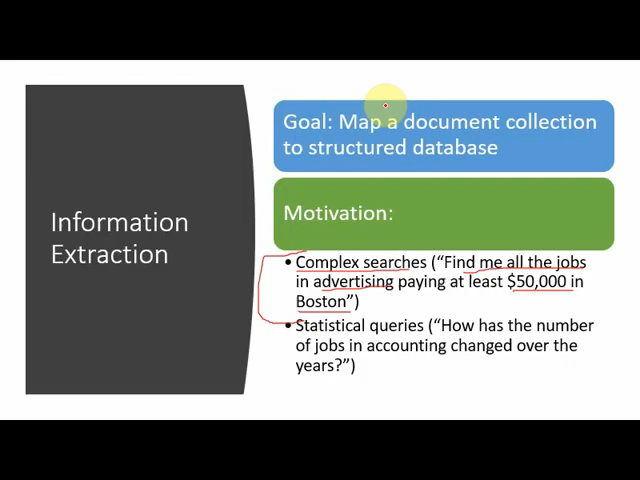 Information
Extraction
Goal: Map a document collection
to structured database
Motivation:
• Complex searches (“Find me all the jobs
in advertising paying at least $50,000 in
Boston”)
• Statistical queries (“How has the number
of jobs in accounting changed over the
years?”)